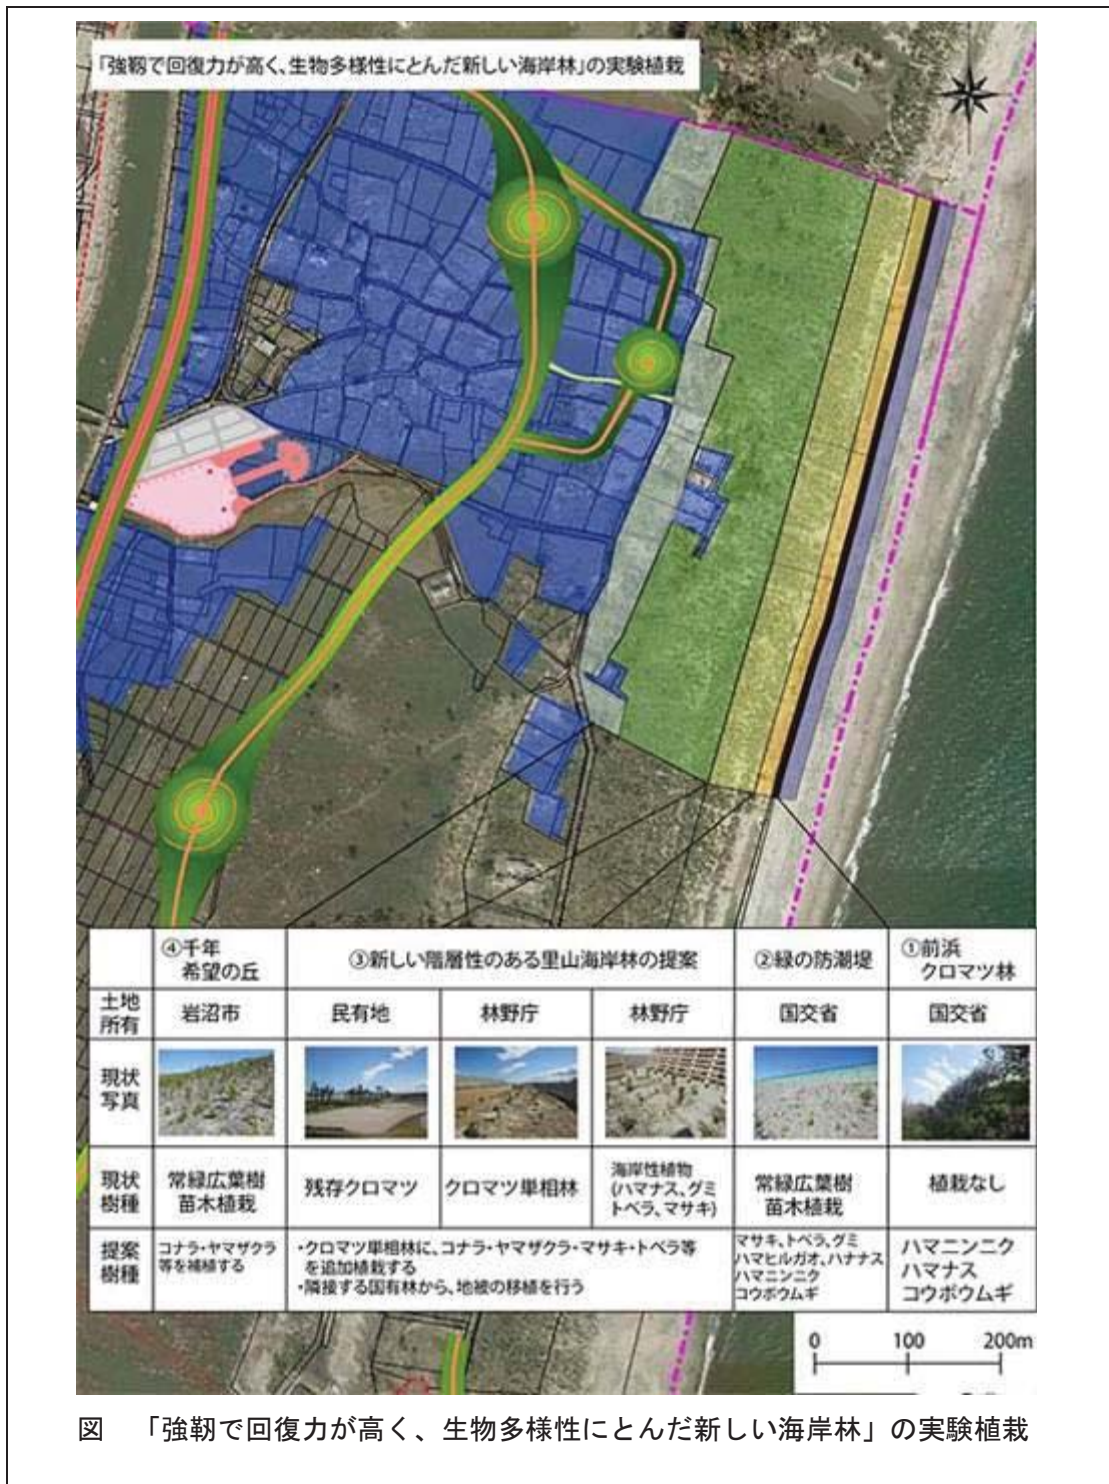 「強靱で回復力が高く、生物多様性にとんだ新しい海岸林」の実験植栽
④千年
希望の丘
③新しい階層性のある里山海岸林の提案
②緑の防潮堤
①前浜
クロマツ林
土地
所有
岩沼市
民有地
林野庁
林野庁
国交省
国交省
現状
写真
現状
樹種
常緑広葉樹
苗木植栽
残存クロマツ
クロマツ単相林
海岸性植物
(ハマナス、グミ
トベラ、マサキ)
常緑広葉樹
苗木植栽
植栽なし
提案
樹種
コナラ・ヤマザクラ
等を補植する
・クロマツ単相林に、コナラ・ヤマザクラ・マサキ・トベラ等
を追加植栽する
・隣接する国有林から、地被の移植を行う
マサキ、トベラ、グミ
ハマヒルガオ、ハナナス
ハマニンニク
コウボウムギ
ハマニンニク
ハマナス
コウボウムギ
0 100 200m
図 「強靱で回復力が高く、生物多様性にとんだ新しい海岸林」の実験植栽